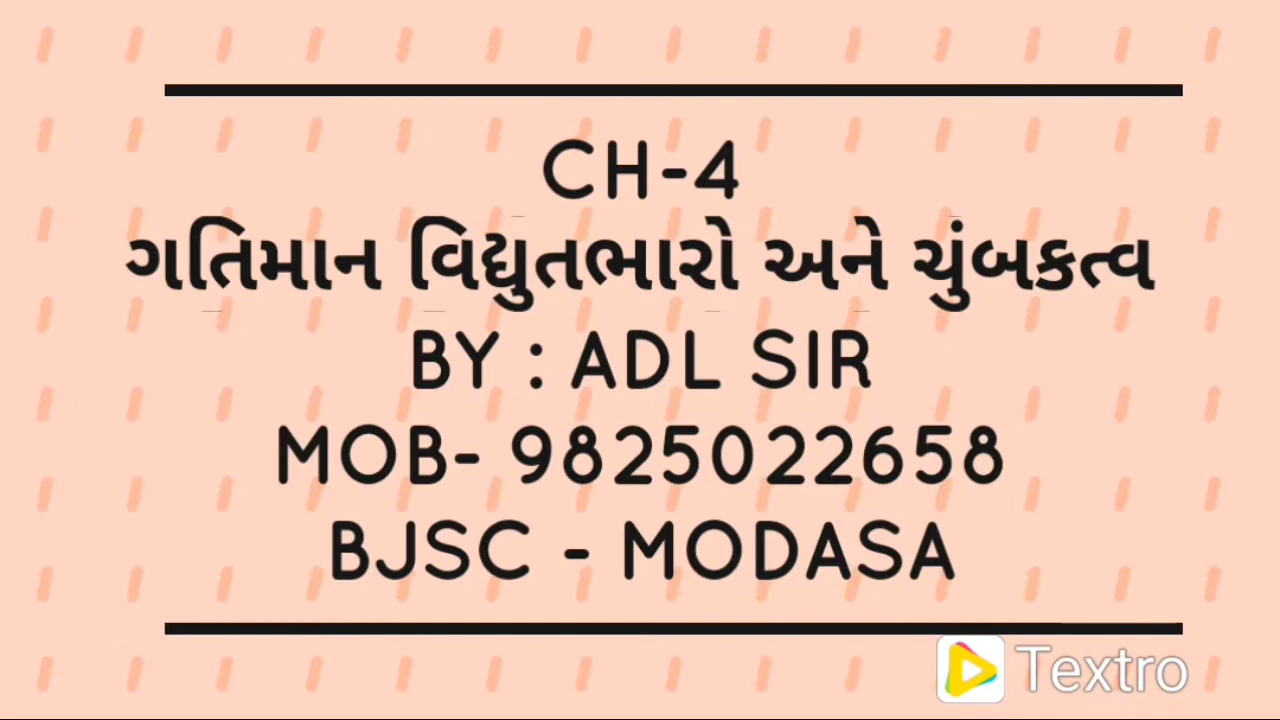 CH-4
ગતિમાન વિદ્યુતભારો અને ચુંબકત્વ
BY : ADL SIR
MOB- 9825022658
BJSC - MODASA
Textro